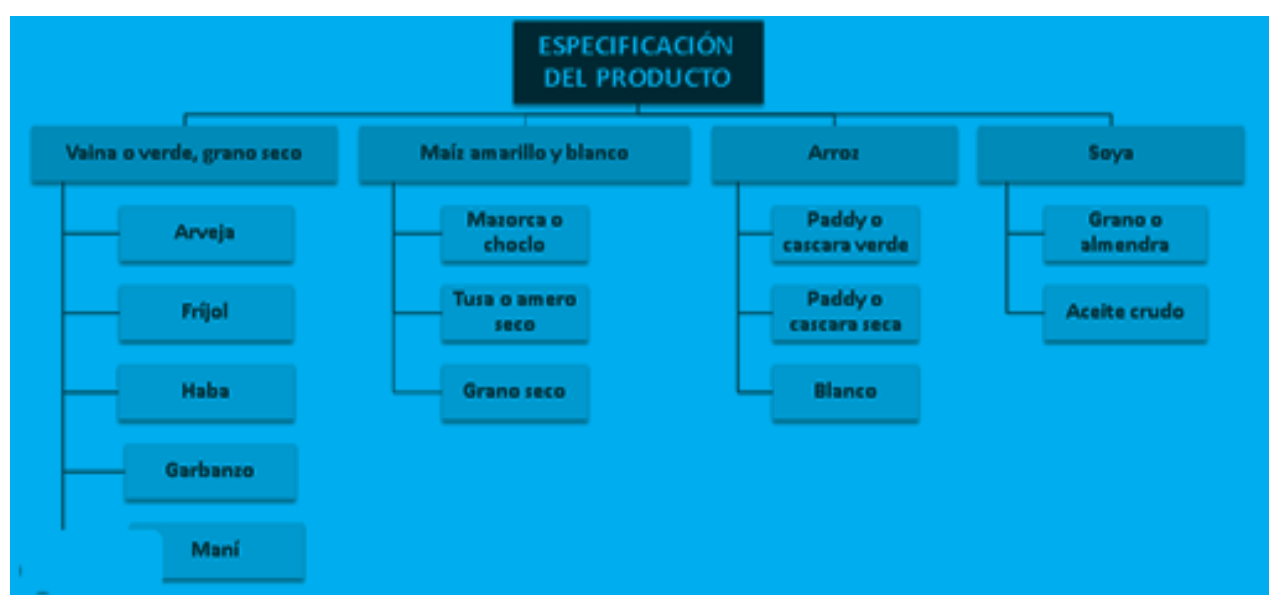 ESPECIFICACIÓN
DEL PRODUCTO
Vaina o verde, grano seco
Arveja
Fríjol
Haba
Garbanzo
Maní
Maíz amarillo y blanco
Mazorca o
choclo
Tusa o amero
seco
Grano seco
Arroz
Paddy o
cascara verde
Paddy o
cascara seca
Blanco
Soya
Grano o
almendra
Aceite crudo